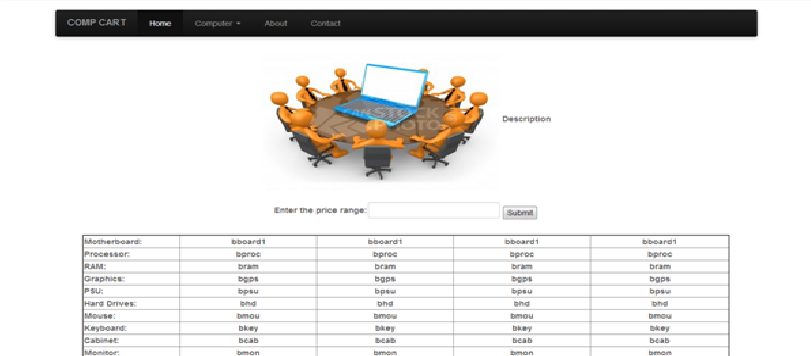 COMP CART Home Computer About Contact
STOCK
PHOTO
Description
Enter the price range: Submit
Motherboard: bboard1 bboard1 bboard1 bboard1
Processor: bproc bproc bproc bproc
RAM: bram bram bram bram
Graphics: bgps bgps bgps bgps
PSU: bpsu bpsu bpsu bpsu
Hard Drives: bhd bhd bhd bhd
Mouse: bmou bmou bmou bmou
Keyboard: bkey bkey bkey bkey
Cabinet: bcab bcab bcab bcab
Monitor: bmon bmon bmon bmon